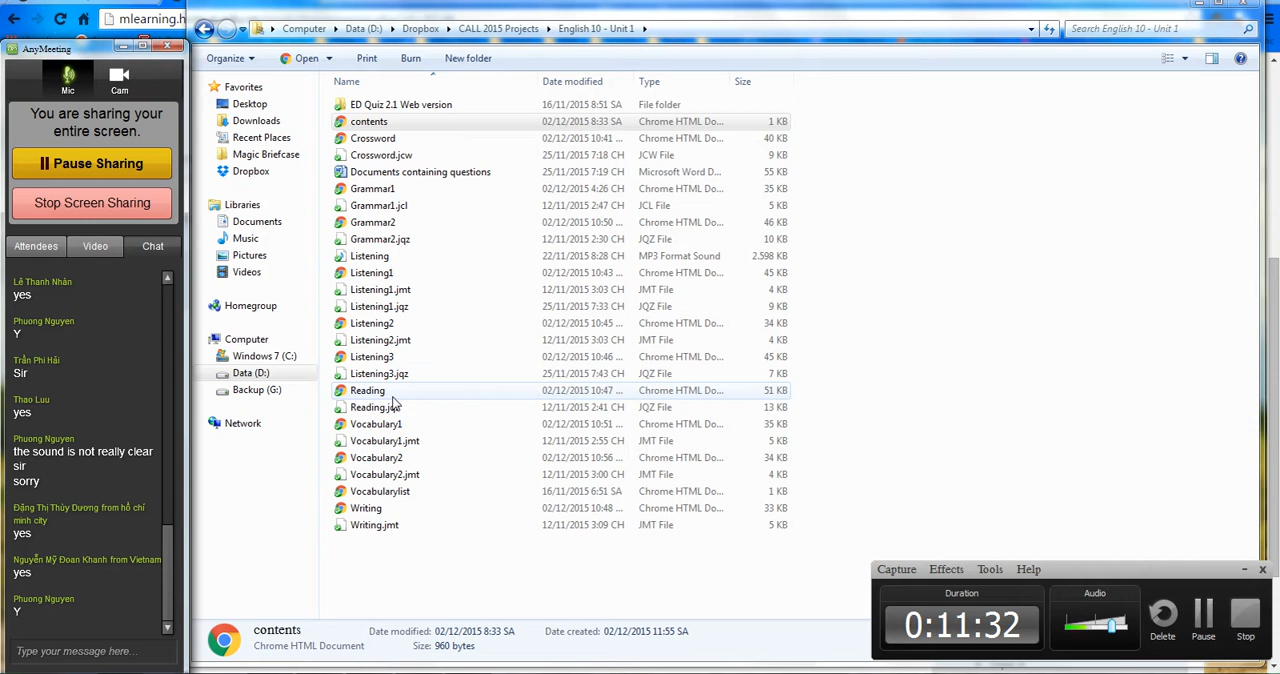 mlearning.h
Computer
Data (D:)
Dropbox
CALL 2015 Projects
English 10 - Unit 1
Search English 10 - Unit 1
AnyMeeting
Mic
Cam
You are sharing your
entire screen.
Pause Sharing
Stop Screen Sharing
Attendees
Video
Chat
Lê Thanh Nhàn
yes
Phuong Nguyen
Y
Trần Phi Hải
Sir
Thao Luu
yes
Phuong Nguyen
the sound is not really clear
sir
sorry
Đặng Thị Thùy Dương from hồ chí
minh city
yes
Nguyễn Mỹ Đoan Khanh from Vietnam
yes
Phuong Nguyen
Y
Type your message here...
Organize
Open
Print
Burn
New folder
Favorites
Desktop
Downloads
Recent Places
Magic Briefcase
Dropbox
Libraries
Documents
Music
Pictures
Videos
Homegroup
Computer
Windows 7 (C:)
Data (D:)
Backup (G:)
Network
Name Date modified Type Size
ED Quiz 2.1 Web version 16/11/2015 8:51 SA File folder
contents 02/12/2015 8:33 SA Chrome HTML Do... 1 KB
Crossword 02/12/2015 10:41 ... Chrome HTML Do... 40 KB
Crossword.jcw 25/11/2015 7:18 CH JCW File 9 KB
Documents containing questions 25/11/2015 7:19 CH Microsoft Word D... 55 KB
Grammar1 02/12/2015 4:26 CH Chrome HTML Do... 35 KB
Grammar1.jcl 12/11/2015 2:47 CH JCL File 4 KB
Grammar2 02/12/2015 10:50 ... Chrome HTML Do... 46 KB
Grammar2.jqz 12/11/2015 2:30 CH JQZ File 10 KB
Listening 22/11/2015 8:28 CH MP3 Format Sound 2.598 KB
Listening1 02/12/2015 10:43 ... Chrome HTML Do... 45 KB
Listening1.jmt 12/11/2015 3:03 CH JMT File 4 KB
Listening1.jqz 25/11/2015 7:33 CH JQZ File 9 KB
Listening2 02/12/2015 10:45 ... Chrome HTML Do... 34 KB
Listening2.jmt 12/11/2015 3:03 CH JMT File 4 KB
Listening3 02/12/2015 10:46 ... Chrome HTML Do... 45 KB
Listening3.jqz 25/11/2015 7:43 CH JQZ File 7 KB
Reading 02/12/2015 10:47 ... Chrome HTML Do... 51 KB
Reading.jqz 12/11/2015 2:41 CH JQZ File 13 KB
Vocabulary1 02/12/2015 10:51 ... Chrome HTML Do... 35 KB
Vocabulary1.jmt 12/11/2015 2:55 CH JMT File 5 KB
Vocabulary2 02/12/2015 10:56 ... Chrome HTML Do... 34 KB
Vocabulary2.jmt 12/11/2015 3:00 CH JMT File 4 KB
Vocabularylist 16/11/2015 6:51 SA Chrome HTML Do... 1 KB
Writing 02/12/2015 10:48 ... Chrome HTML Do... 33 KB
Writing.jmt 12/11/2015 3:09 CH JMT File 5 KB
contents Date modified: 02/12/2015 8:33 SA Date created: 02/12/2015 11:55 SA
Chrome HTML Document Size: 960 bytes
Capture Effects Tools Help
Duration
0:11:32
Audio
Delete
Pause
Stop